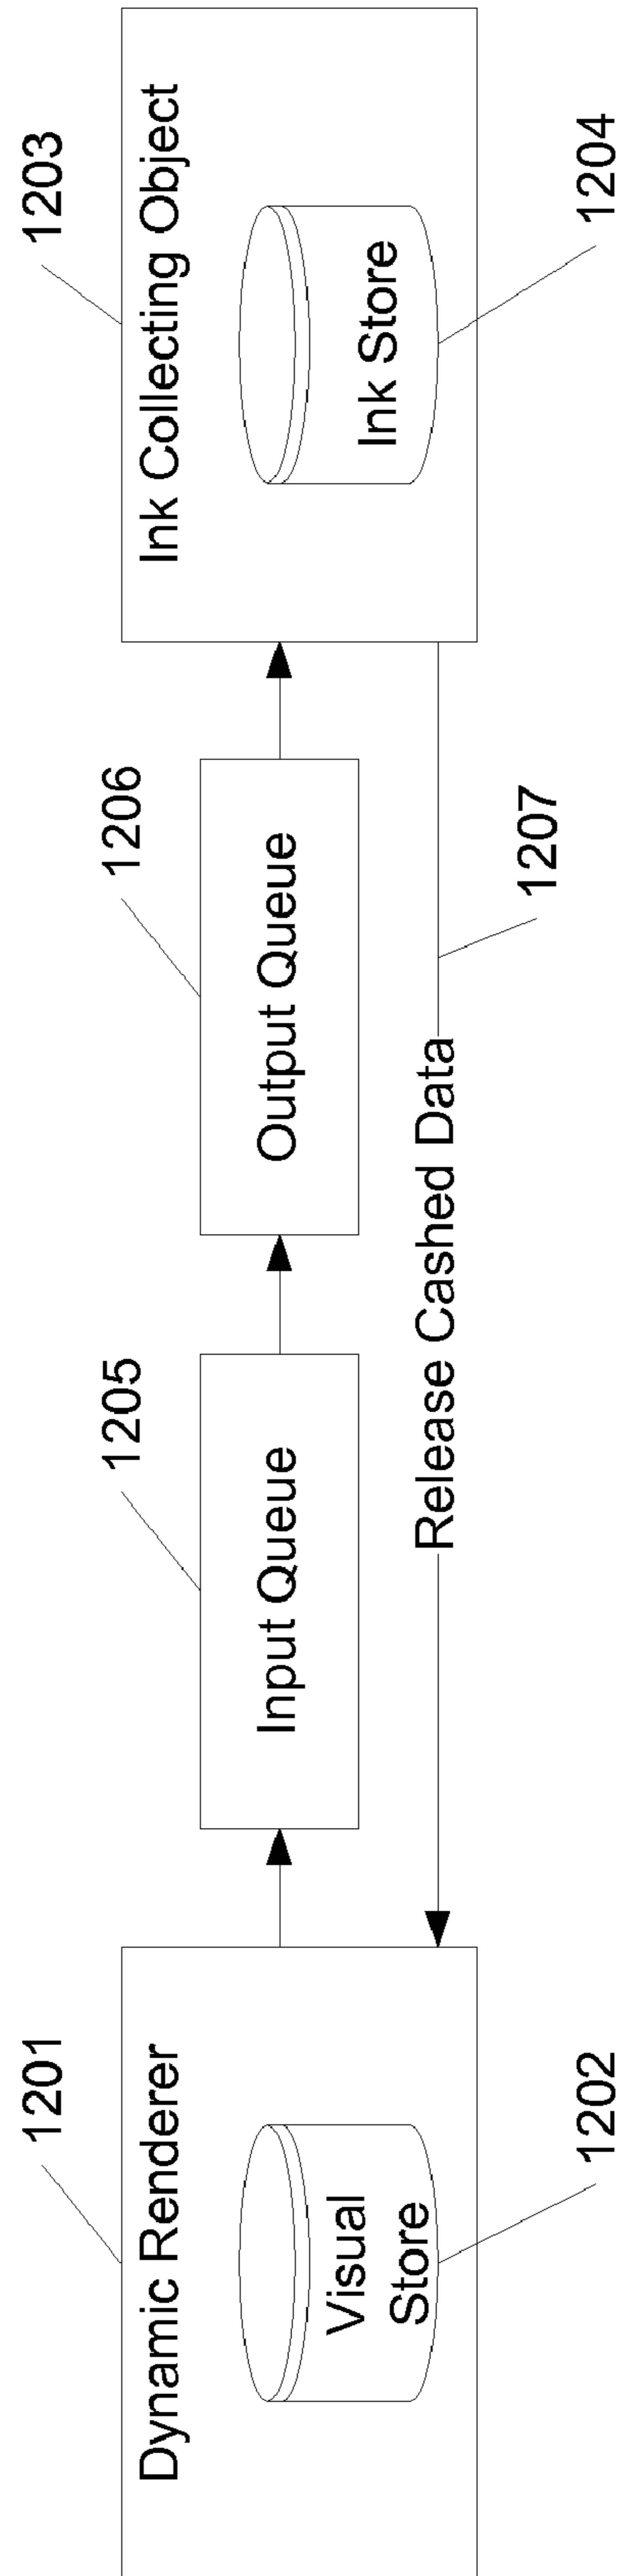 1201
Dynamic Renderer
Visual
Store
1202
1205
Input Queue
1206
Output Queue
Release Cashed Data
1207
1203
Ink Collecting Object
Ink Store
1204